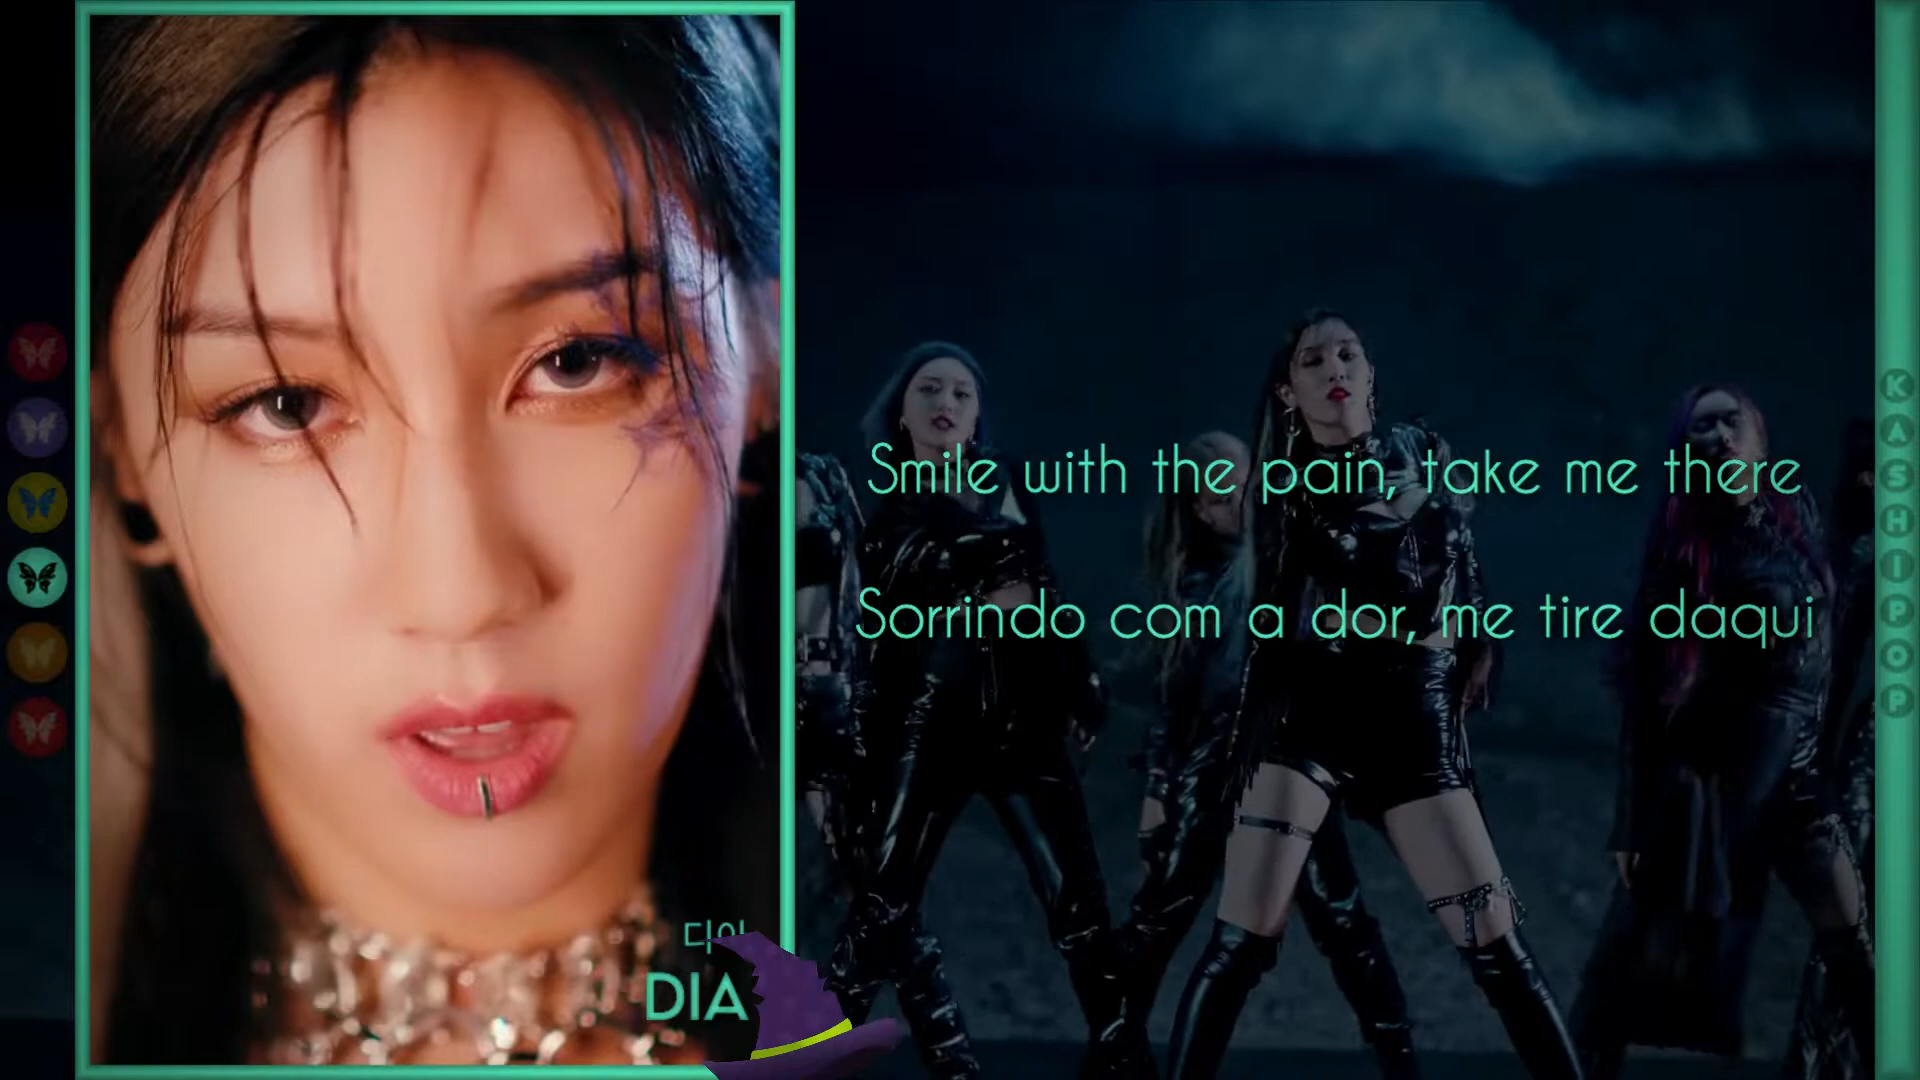 Smile with the pain, take me there
Sorrindo com a dor, me tire daqui
디아
DIA
KASHIPOP